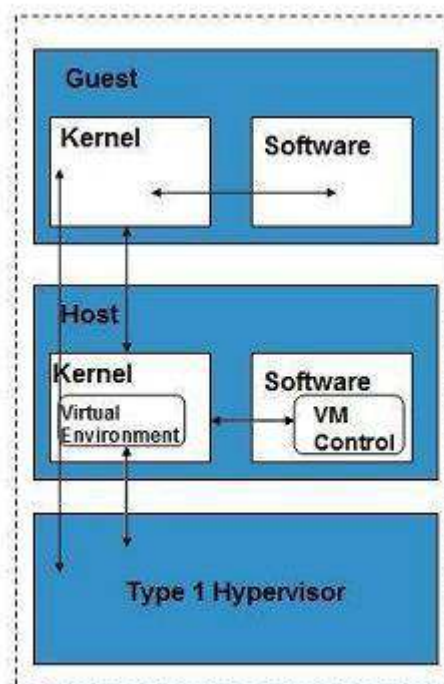 Guest
Kernel
Software
Host
Kernel
Virtual
Environment
Software
VM
Control
Type 1 Hypervisor